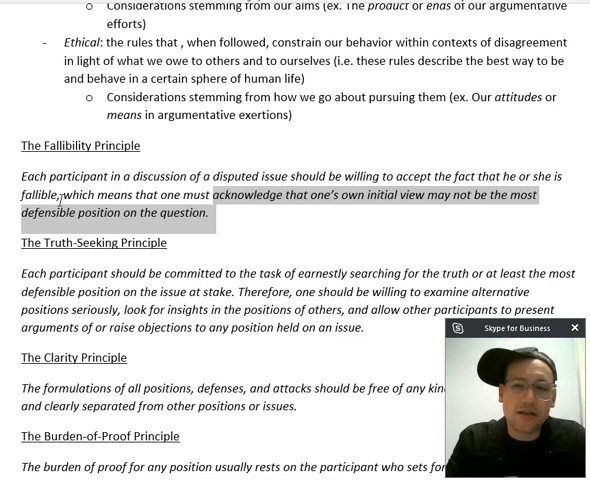 o Considerations stemming from our aims (ex. The product or ends of our argumentative
efforts)
- Ethical: the rules that , when followed, constrain our behavior within contexts of disagreement
in light of what we owe to others and to ourselves (i.e. these rules describe the best way to be
and behave in a certain sphere of human life)
o Considerations stemming from how we go about pursuing them (ex. Our attitudes or
means in argumentative exertions)
The Fallibility Principle
Each participant in a discussion of a disputed issue should be willing to accept the fact that he or she is
fallible, which means that one must acknowledge that one's own initial view may not be the most
defensible position on the question.
The Truth-Seeking Principle
Each participant should be committed to the task of earnestly searching for the truth or at least the most
defensible position on the issue at stake. Therefore, one should be willing to examine alternative
positions seriously, look for insights in the positions of others, and allow other participants to present
arguments of or raise objections to any position held on an issue.
Skype for Business
The Clarity Principle
The formulations of all positions, defenses, and attacks should be free of any
and clearly separated from other positions or issues.
The Burden-of-Proof Principle
The burden of proof for any position usually rests on the participant who sets